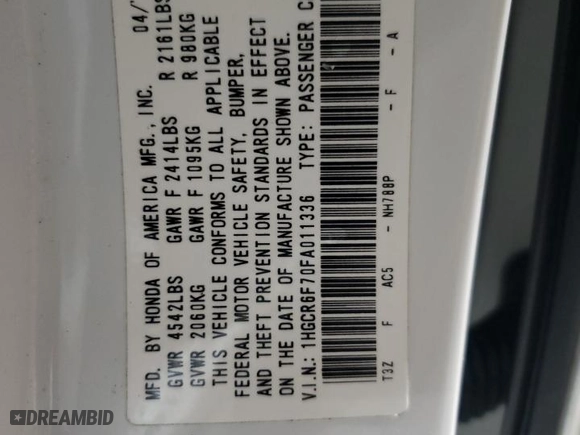 MFD. BY HONDA OF AMERICA MFG., INC. 04/
GVWR 4542LBS GAWR F 2414LBS R 2161LBS
GVWR 2060KG GAWR F 1095KG R 980KG
THIS VEHICLE CONFORMS TO ALL APPLICABLE
FEDERAL MOTOR VEHICLE SAFETY, BUMPER,
AND THEFT PREVENTION STANDARDS IN EFFECT
ON THE DATE OF MANUFACTURE SHOWN ABOVE.
V.I.N.: 1HGCR6F70FA011336 TYPE: PASSENGER C
T3Z F AC5 - NH788P - F - A
DREAMBID